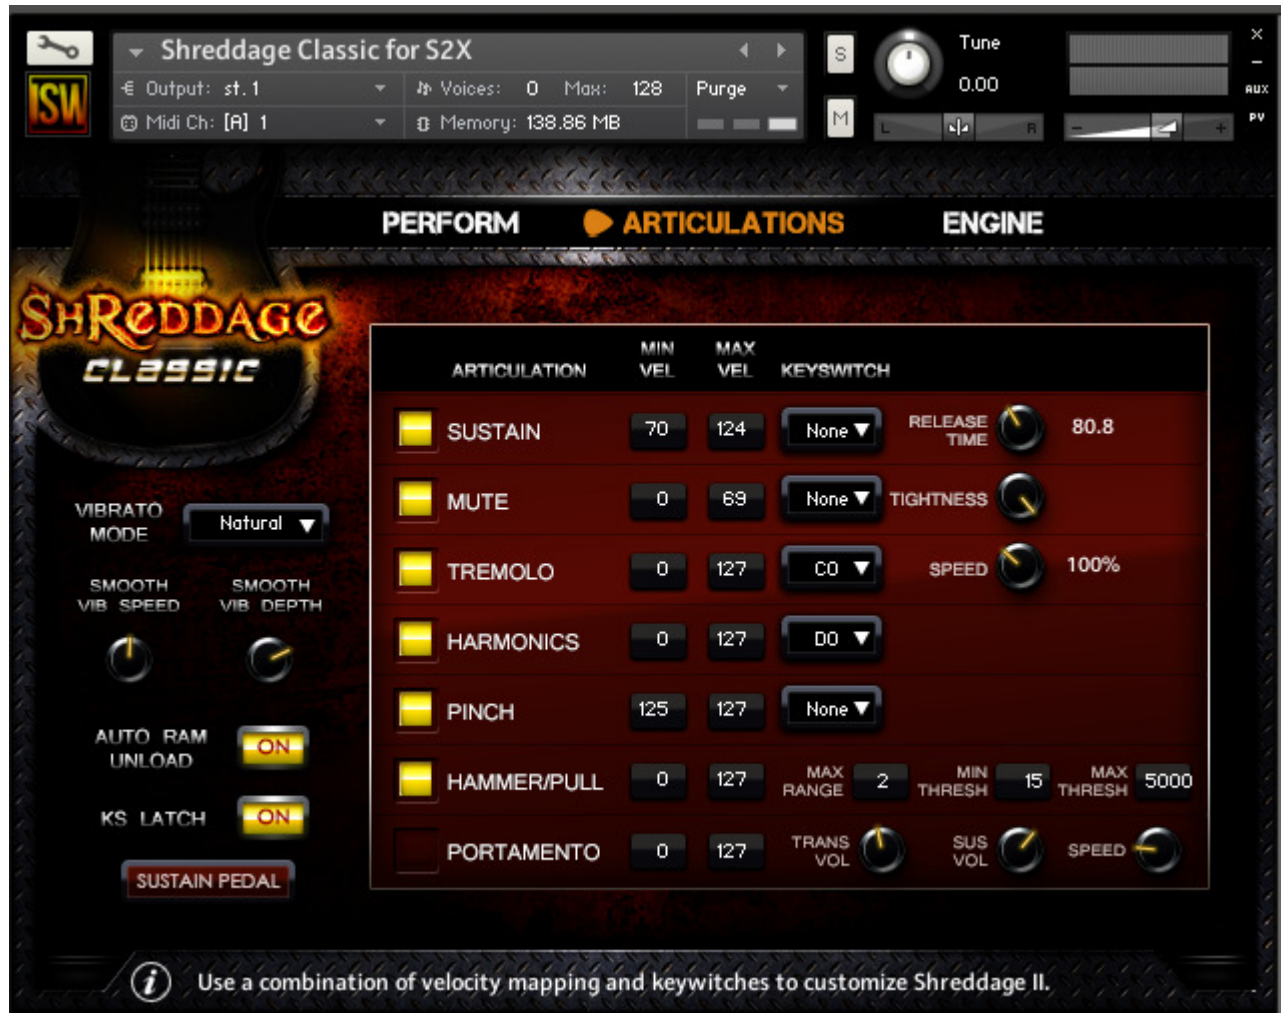 Shreddage Classic for S2X
Output: st.1
Voices: 0 Max: 128
Purge
Midi Ch: [A] 1
Memory: 138.86 MB
S
M
Tune
0.00
L R
- +
×
–
AUX
PV
ISW
PERFORM ARTICULATIONS ENGINE
SHREDDAGE
CLASSIC
VIBRATO
MODE
Natural
SMOOTH
VIB SPEED
SMOOTH
VIB DEPTH
AUTO RAM
UNLOAD
ON
KS LATCH
ON
SUSTAIN PEDAL
ARTICULATION
MIN
VEL
MAX
VEL
KEYSWITCH
SUSTAIN 70 124 None
RELEASE
TIME
80.8
MUTE 0 69 None TIGHTNESS
TREMOLO 0 127 C0 SPEED 100%
HARMONICS 0 127 D0
PINCH 125 127 None
HAMMER/PULL 0 127
MAX
RANGE
2
MIN
THRESH
15
MAX
THRESH
5000
PORTAMENTO 0 127
TRANS
VOL
SUS
VOL
SPEED
i
Use a combination of velocity mapping and keywitches to customize Shreddage II.